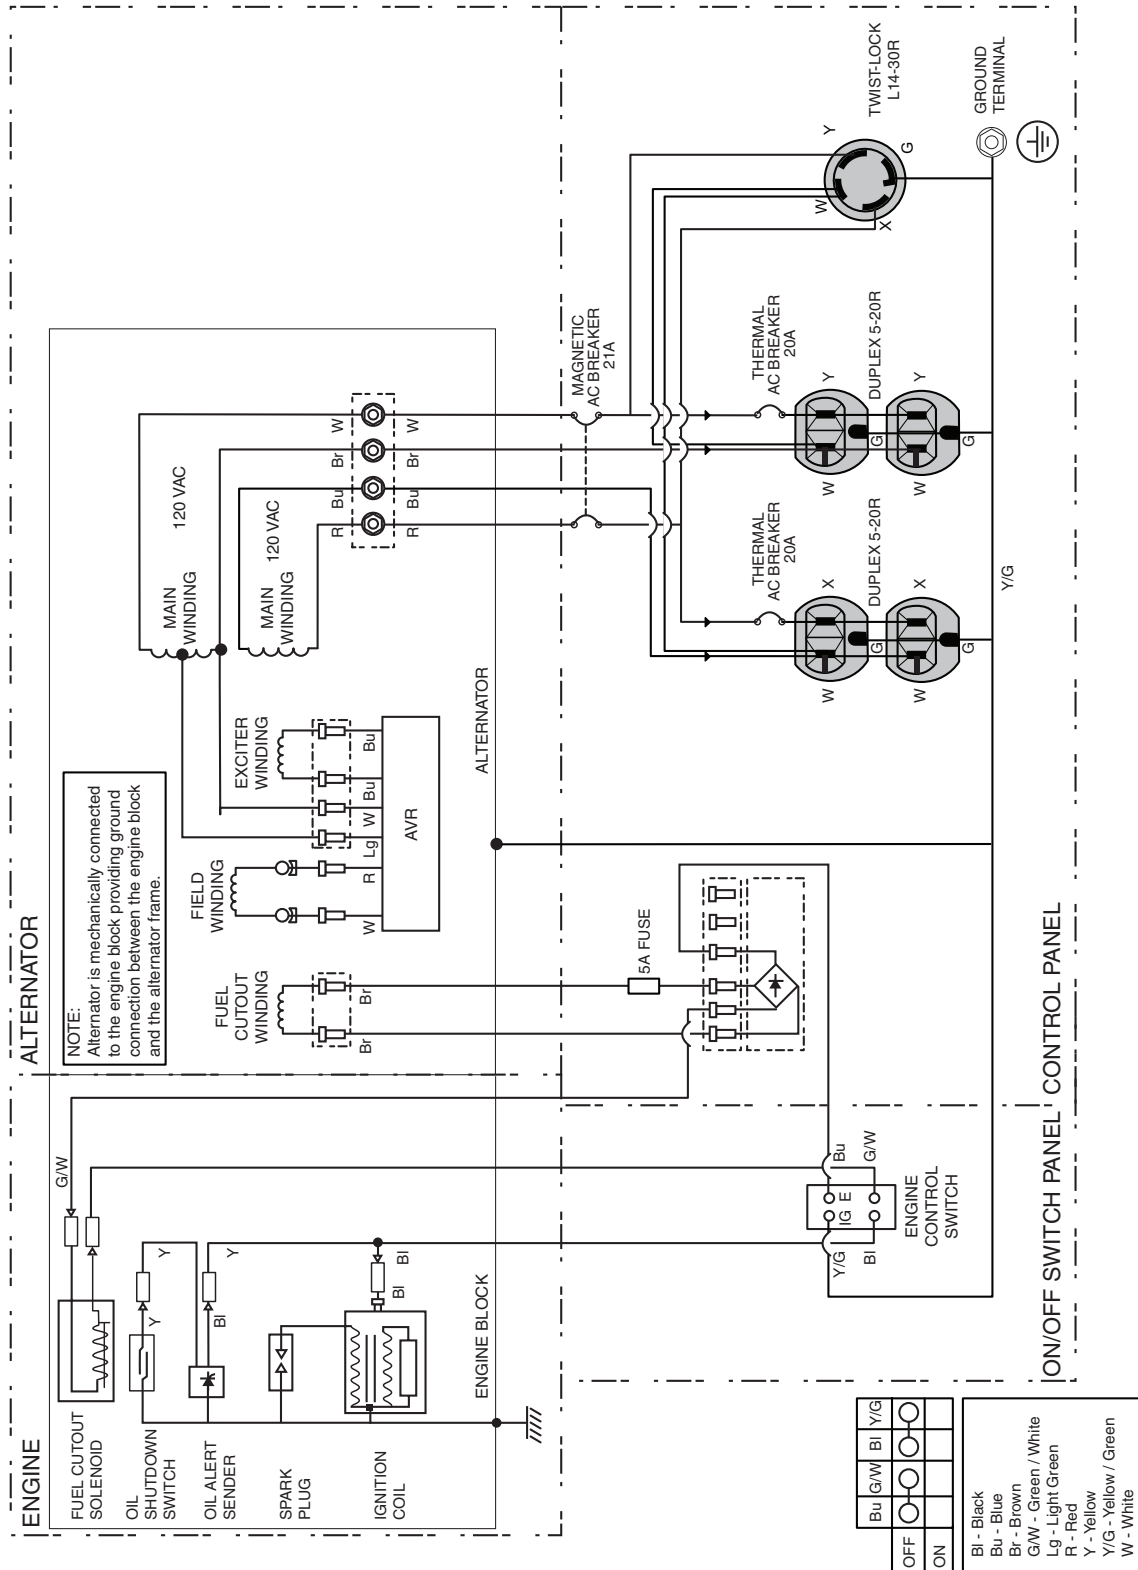 ENGINE
FUEL CUTOUT
SOLENOID
OIL
SHUTDOWN
SWITCH
OIL ALERT
SENDER
SPARK
PLUG
IGNITION
COIL
G/W
Y
Y
Y
Bl
Bl
Bl
ENGINE BLOCK
ALTERNATOR
NOTE:
Alternator is mechanically connected
to the engine block providing ground
connection between the engine block
and the alternator frame.
FUEL
CUTOUT
WINDING
Br
Br
FIELD
WINDING
EXCITER
WINDING
W
R
Lg
W
Bu
Bu
AVR
ALTERNATOR
MAIN
WINDING
120 VAC
MAIN
WINDING
120 VAC
R
Bu
Br
W
R
Bu
Br
W
MAGNETIC
AC BREAKER
21A
TWIST-LOCK
L14-30R
Y
G
W
X
GROUND
TERMINAL
THERMAL
AC BREAKER
20A
DUPLEX 5-20R
W
Y
G
W
Y
G
THERMAL
AC BREAKER
20A
DUPLEX 5-20R
W
X
G
W
X
G
Y/G
5A FUSE
CONTROL PANEL
ON/OFF SWITCH PANEL
Y/G
Bu
Bl
G/W
IG E
ENGINE
CONTROL
SWITCH
Bu G/W Bl Y/G
OFF
ON
Bl - Black
Bu - Blue
Br - Brown
G/W - Green / White
Lg - Light Green
R - Red
Y - Yellow
Y/G - Yellow / Green
W - White